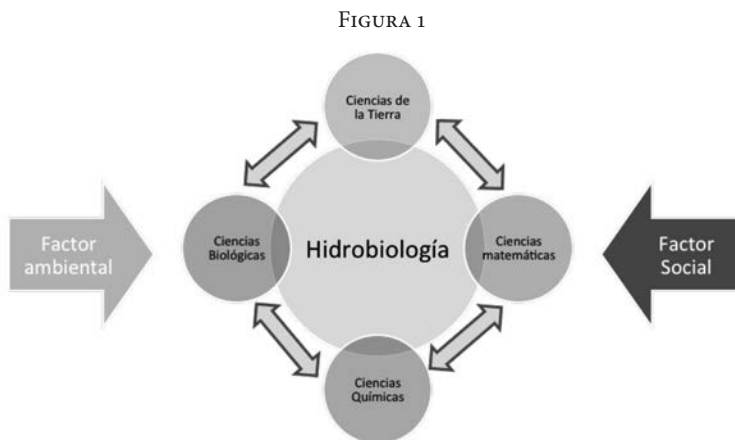 Figura 1
Ciencias de
la Tierra
Factor
ambiental
Ciencias
Biológicas
Hidrobiología
Ciencias
matemáticas
Factor
Social
Ciencias
Químicas